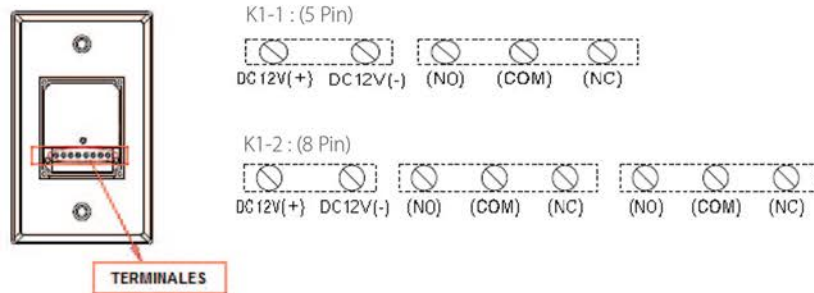 K1-1 : (5 Pin)
DC12V(+) DC12V(-) (NO) (COM) (NC)
K1-2 : (8 Pin)
DC12V(+) DC12V(-) (NO) (COM) (NC) (NO) (COM) (NC)
TERMINALES